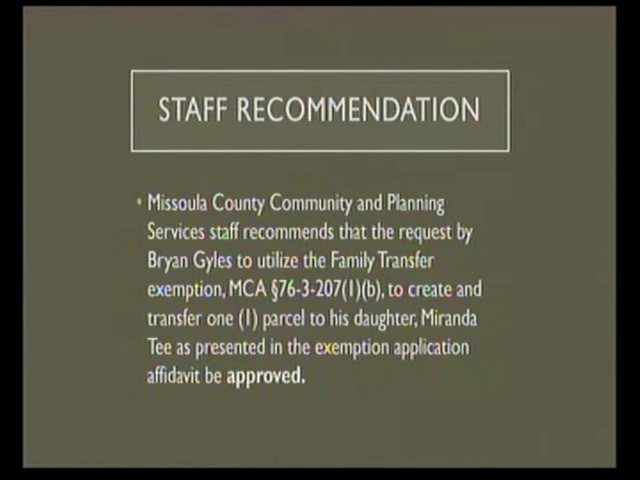 STAFF RECOMMENDATION
• Missoula County Community and Planning
Services staff recommends that the request by
Bryan Gyles to utilize the Family Transfer
exemption, MCA §76-3-207(1)(b), to create and
transfer one (1) parcel to his daughter, Miranda
Tee as presented in the exemption application
affidavit be approved.